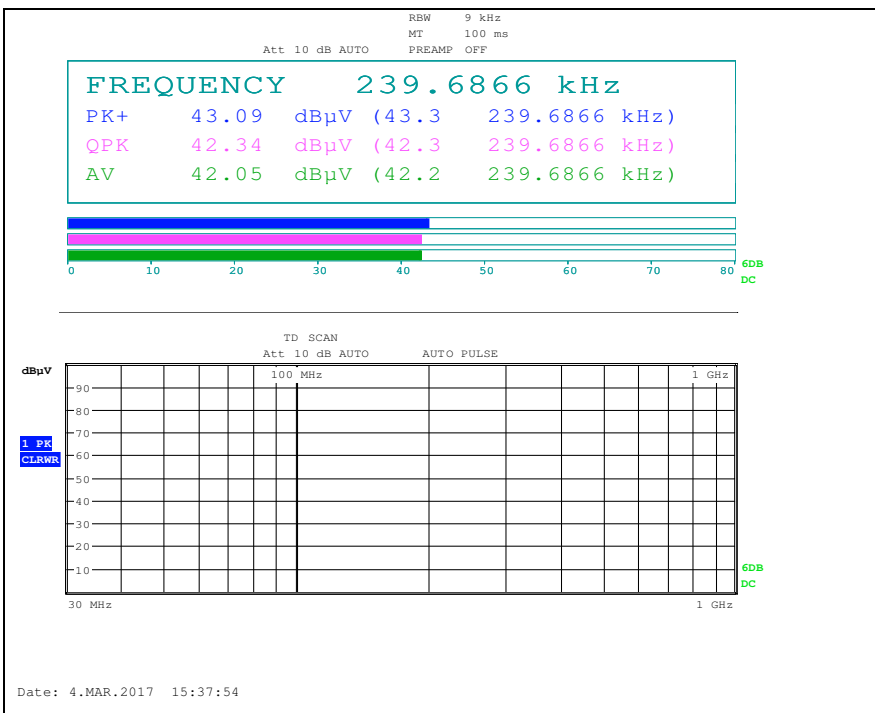 RBW 9 kHz
MT 100 ms
Att 10 dB AUTO PREAMP OFF
FREQUENCY 239.6866 kHz
PK+ 43.09 dBµV (43.3 239.6866 kHz)
QPK 42.34 dBµV (42.3 239.6866 kHz)
AV 42.05 dBµV (42.2 239.6866 kHz)
0 10 20 30 40 50 60 70 80
6DB
DC
TD SCAN
Att 10 dB AUTO AUTO PULSE
dBµV
100 MHz 1 GHz
90
80
70
1 PK
CLRWR
60
50
40
30
20
10
6DB
DC
30 MHz 1 GHz
Date: 4.MAR.2017 15:37:54